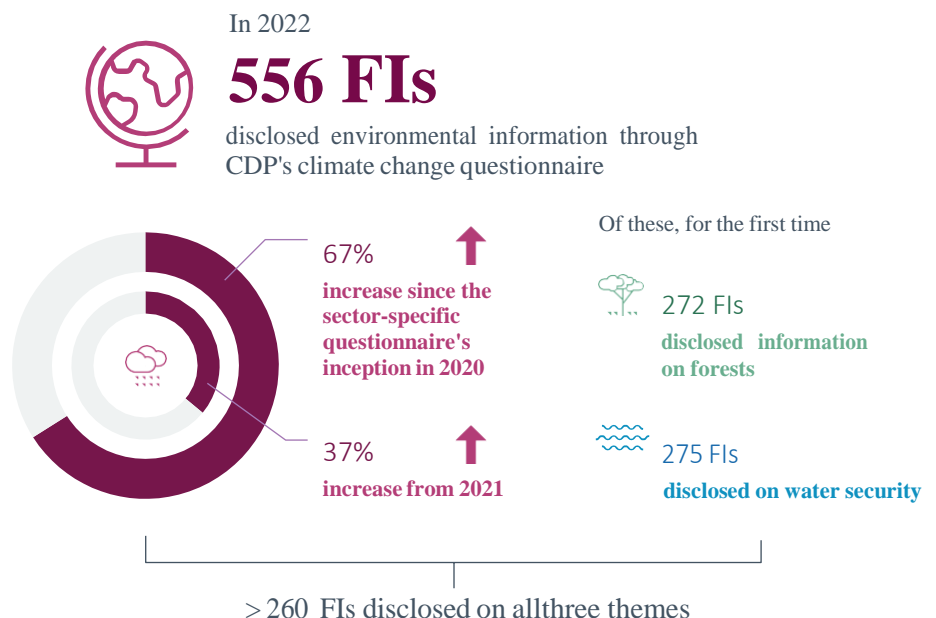 In 2022
556 FIs
disclosed environmental information through
CDP's climate change questionnaire
67%
increase since the
sector-specific
questionnaire's
inception in 2020
37%
increase from 2021
Of these, for the first time
272 FIs
disclosed information
on forests
275 FIs
disclosed on water security
>260 FIs disclosed on allthree themes